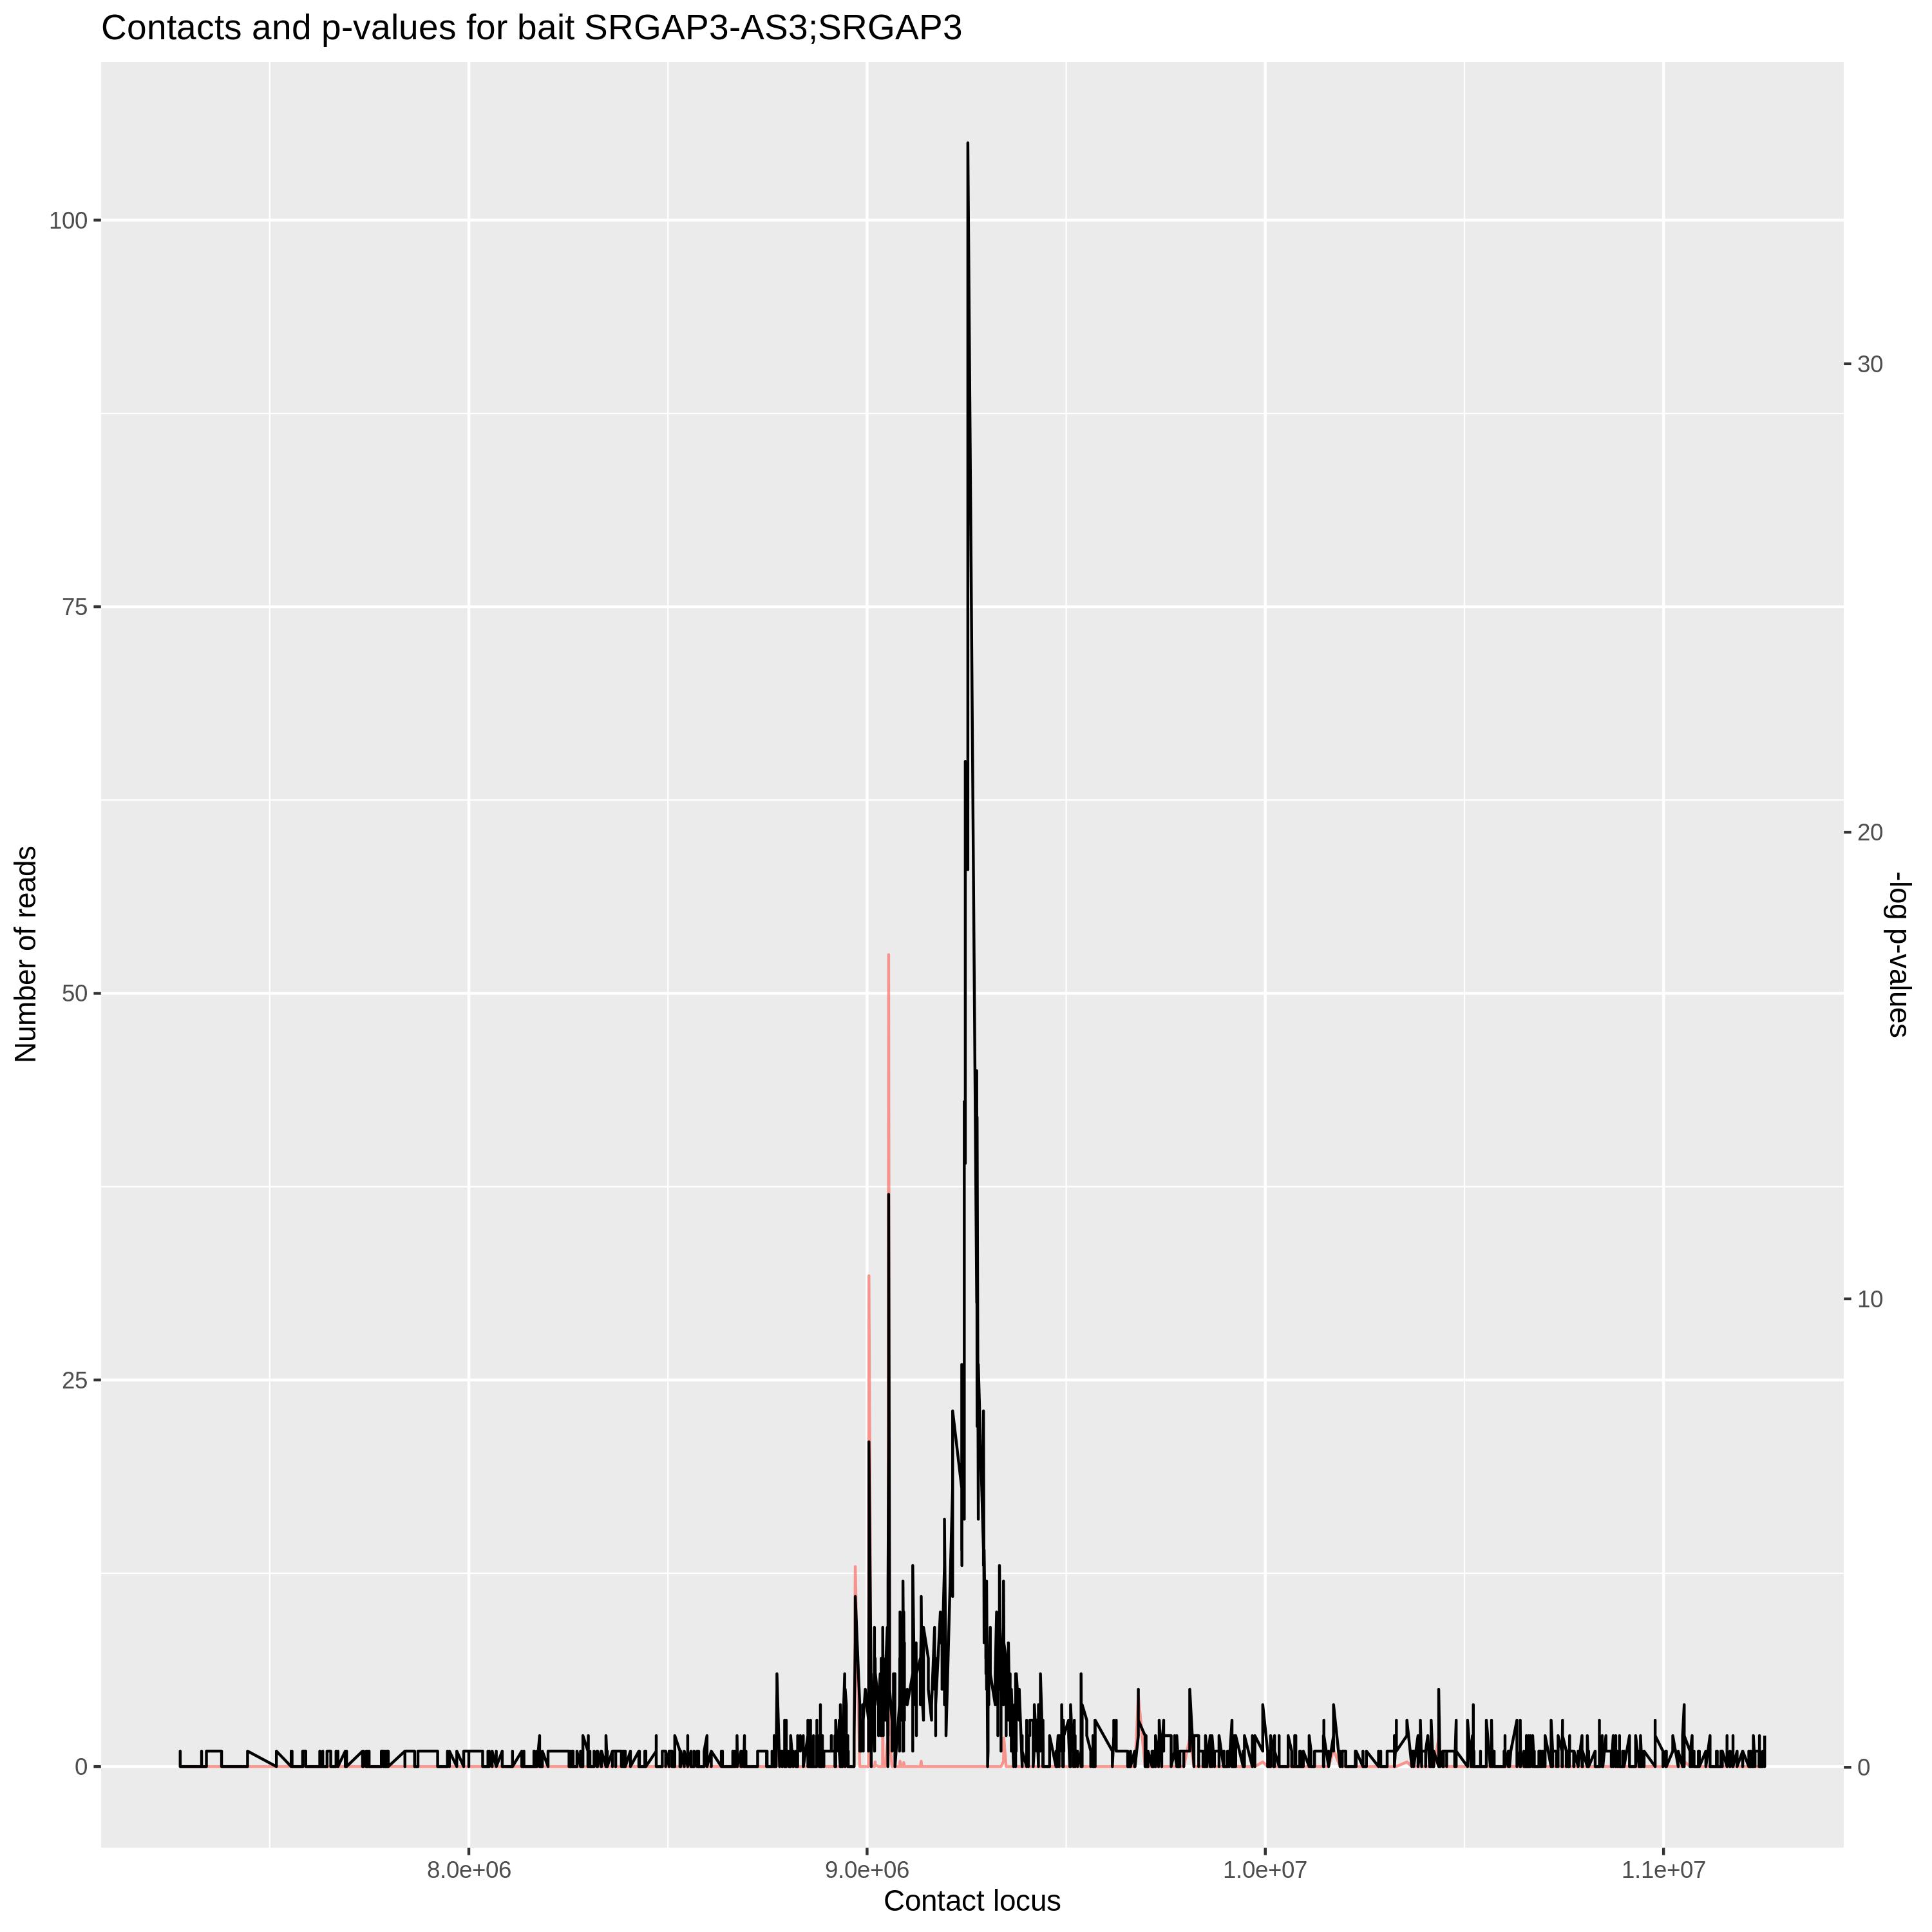 Contacts and p-values for bait SRGAP3-AS3;SRGAP3
100
75
50
25
0
Number of reads
30
20
10
0
-log p-values
8.0e+06
9.0e+06
1.0e+07
1.1e+07
Contact locus